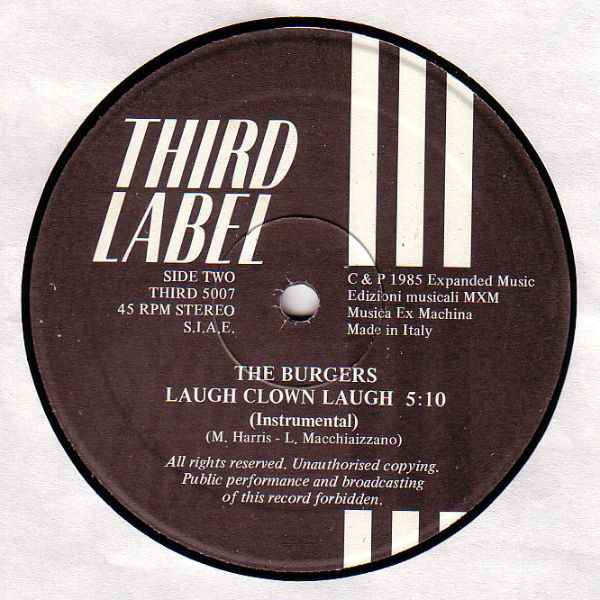 THIRD
LABEL
SIDE TWO
THIRD 5007
45 RPM STEREO
S.I.A.E.
C & P 1985 Expanded Music
Edizioni musicali MXM
Musica Ex Machina
Made in Italy
THE BURGERS
LAUGH CLOWN LAUGH 5:10
(Instrumental)
(M. Harris - L. Macchiaizzano)
All rights reserved. Unauthorised copying.
Public performance and broadcasting
of this record forbidden.